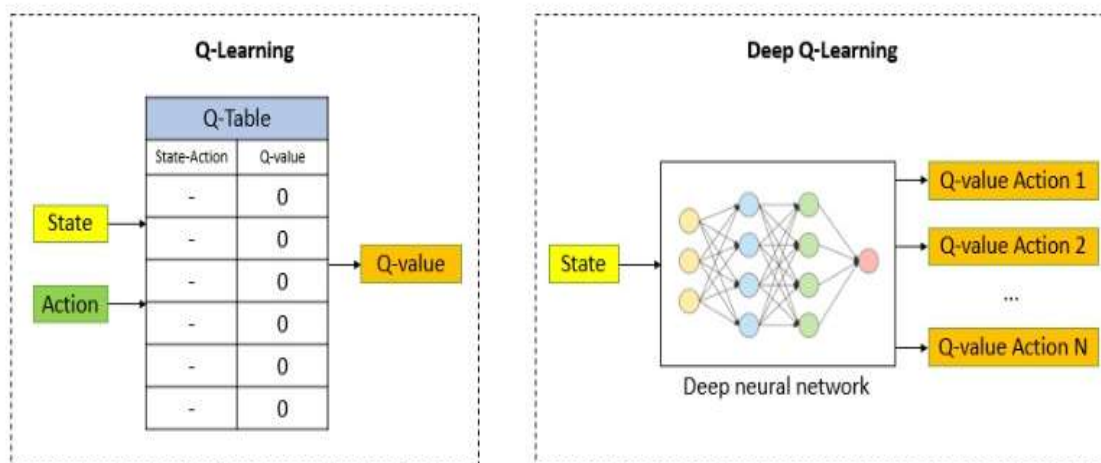 Q-Learning
Q-Table
State-Action Q-value
- 0
- 0
- 0
- 0
- 0
- 0
State
Action
Q-value
Deep Q-Learning
State
Deep neural network
Q-value Action 1
Q-value Action 2
...
Q-value Action N